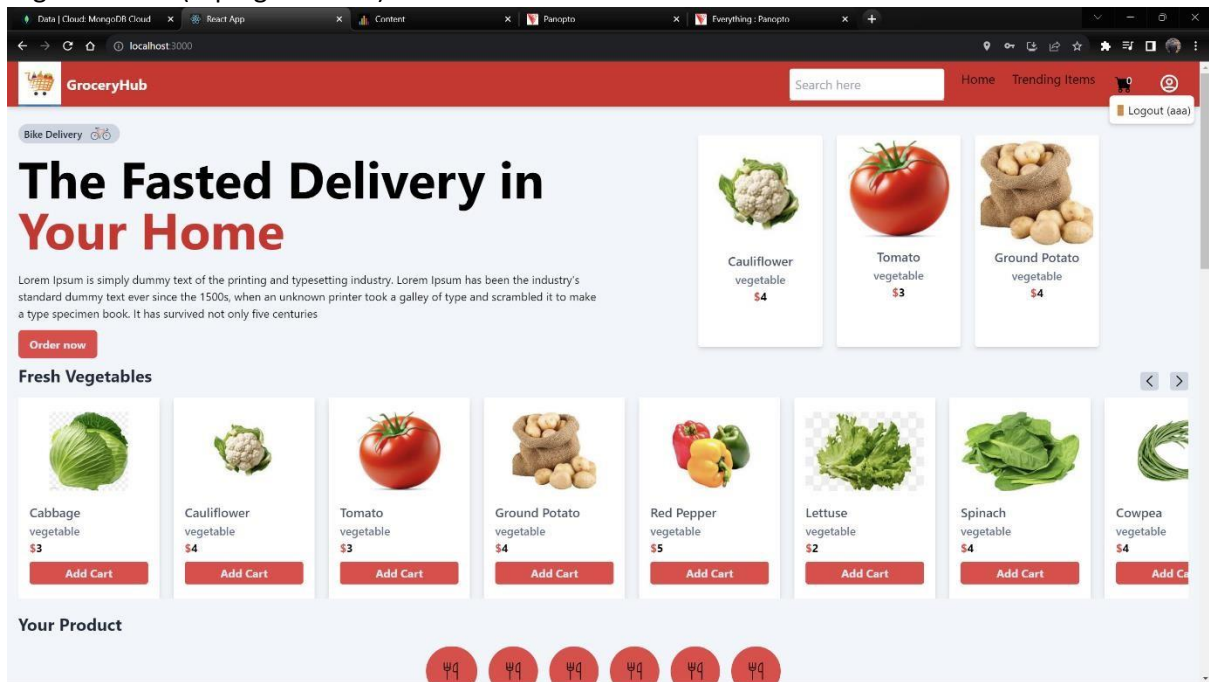 Data | Cloud: MongoDB Cloud
React App
Content
Panopto
Everything : Panopto
localhost:3000
GroceryHub
Search here
Home
Trending Items
0
Logout (aaa)
Bike Delivery
The Fasted Delivery in
Your Home
Lorem Ipsum is simply dummy text of the printing and typesetting industry. Lorem Ipsum has been the industry's
standard dummy text ever since the 1500s, when an unknown printer took a galley of type and scrambled it to make
a type specimen book. It has survived not only five centuries
Order now
Cauliflower
vegetable
$4
Tomato
vegetable
$3
Ground Potato
vegetable
$4
Fresh Vegetables
Cabbage
vegetable
$3
Add Cart
Cauliflower
vegetable
$4
Add Cart
Tomato
vegetable
$3
Add Cart
Ground Potato
vegetable
$4
Add Cart
Red Pepper
vegetable
$5
Add Cart
Lettuse
vegetable
$2
Add Cart
Spinach
vegetable
$4
Add Cart
Cowpea
vegetable
$4
Add Ca
Your Product